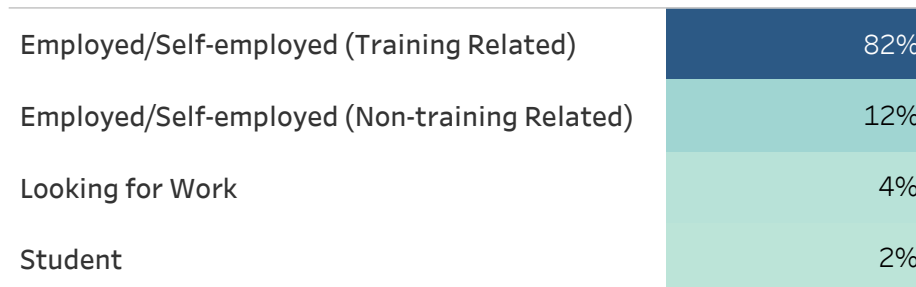 Employed/Self-employed (Training Related) 82%
Employed/Self-employed (Non-training Related) 12%
Looking for Work 4%
Student 2%